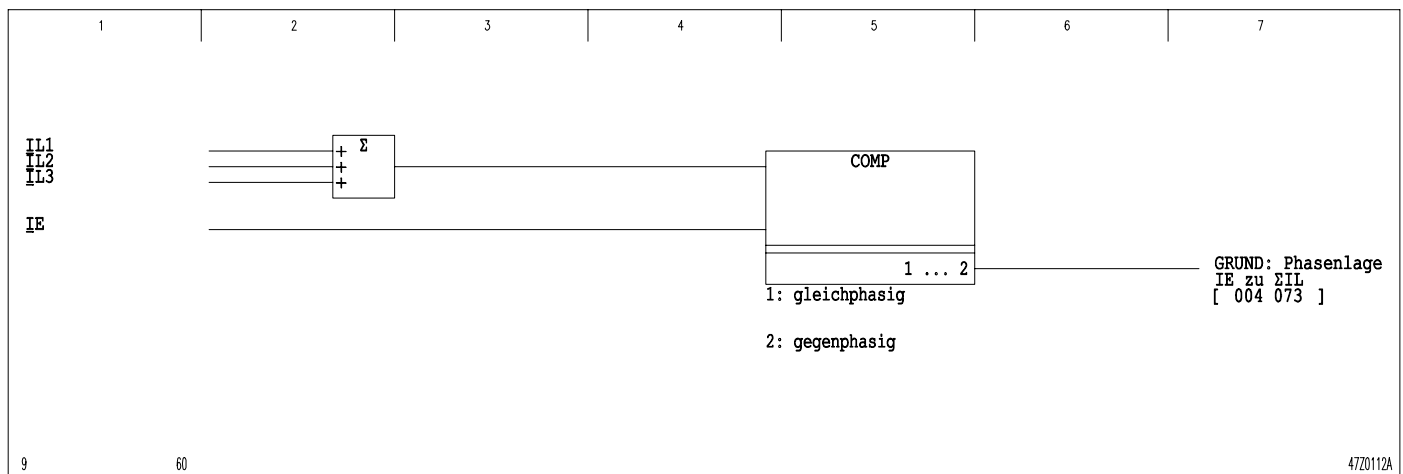 1 2 3 4 5 6 7
IL1
IL2
IL3
IE
Σ
+
+
+
COMP
1 ... 2
1: gleichphasig
2: gegenphasig
GRUND: Phasenlage
IE zu ΣIL
[ 004 073 ]
9 60 47Z0112A